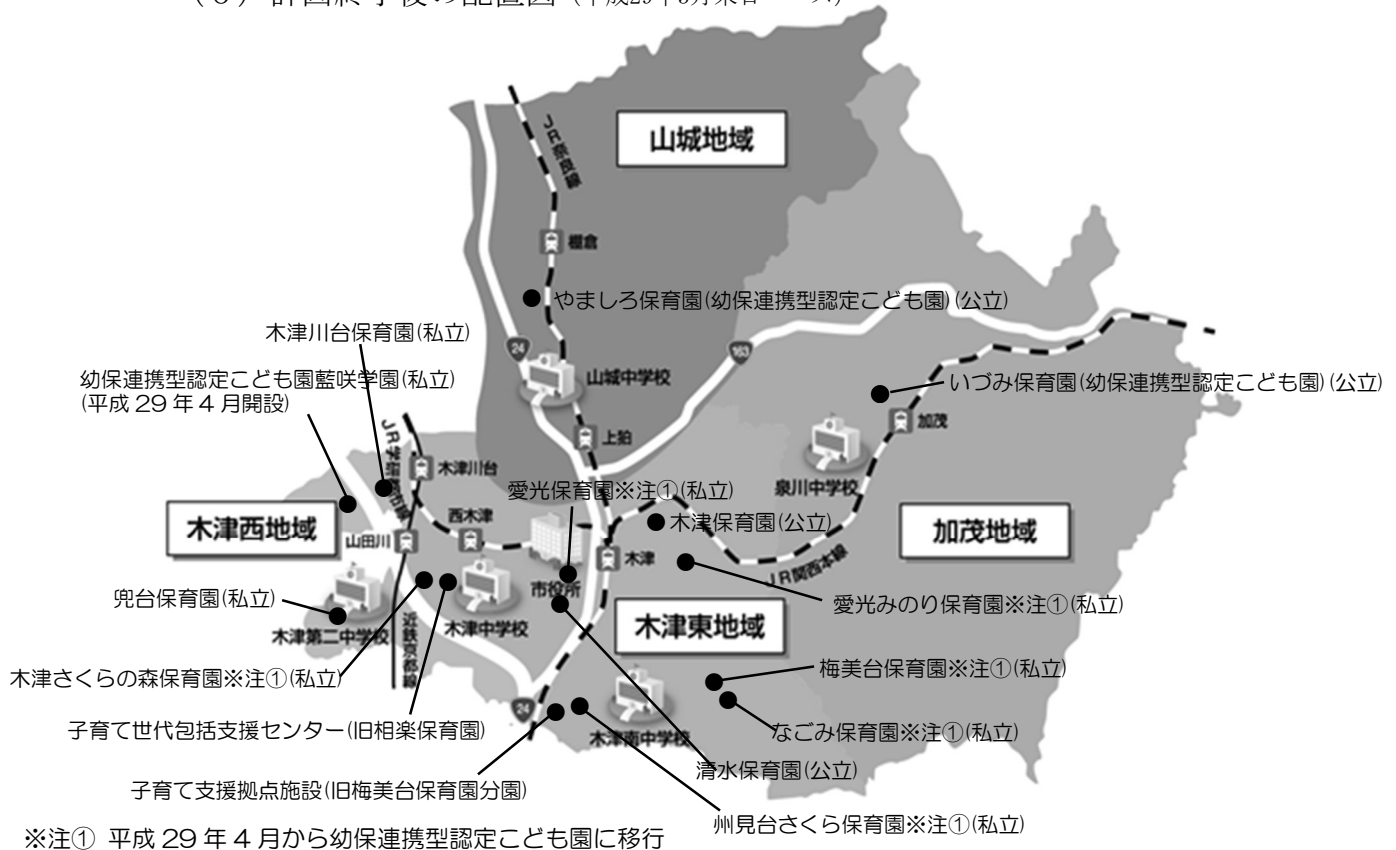 山城地域
JR奈良線
棚倉
やましろ保育園(幼保連携型認定こども園)(公立)
木津川台保育園(私立)
24
163
山城中学校
幼保連携型認定こども園藍咲学園(私立)
(平成 29 年 4 月開設)
いづみ保育園(幼保連携型認定こども園)(公立)
加茂
上狛
JR学研都市線
木津川台
泉川中学校
愛光保育園※注①(私立)
木津西地域
西木津
木津保育園(公立)
加茂地域
山田川
木津
JR関西本線
市役所
兜台保育園(私立)
愛光みのり保育園※注①(私立)
木津第二中学校
木津中学校
木津東地域
近鉄京都線
木津さくらの森保育園※注①(私立)
梅美台保育園※注①(私立)
24
子育て世代包括支援センター(旧相楽保育園)
木津南中学校
なごみ保育園※注①(私立)
清水保育園(公立)
子育て支援拠点施設(旧梅美台保育園分園)
州見台さくら保育園※注①(私立)
※注① 平成 29 年 4 月から幼保連携型認定こども園に移行